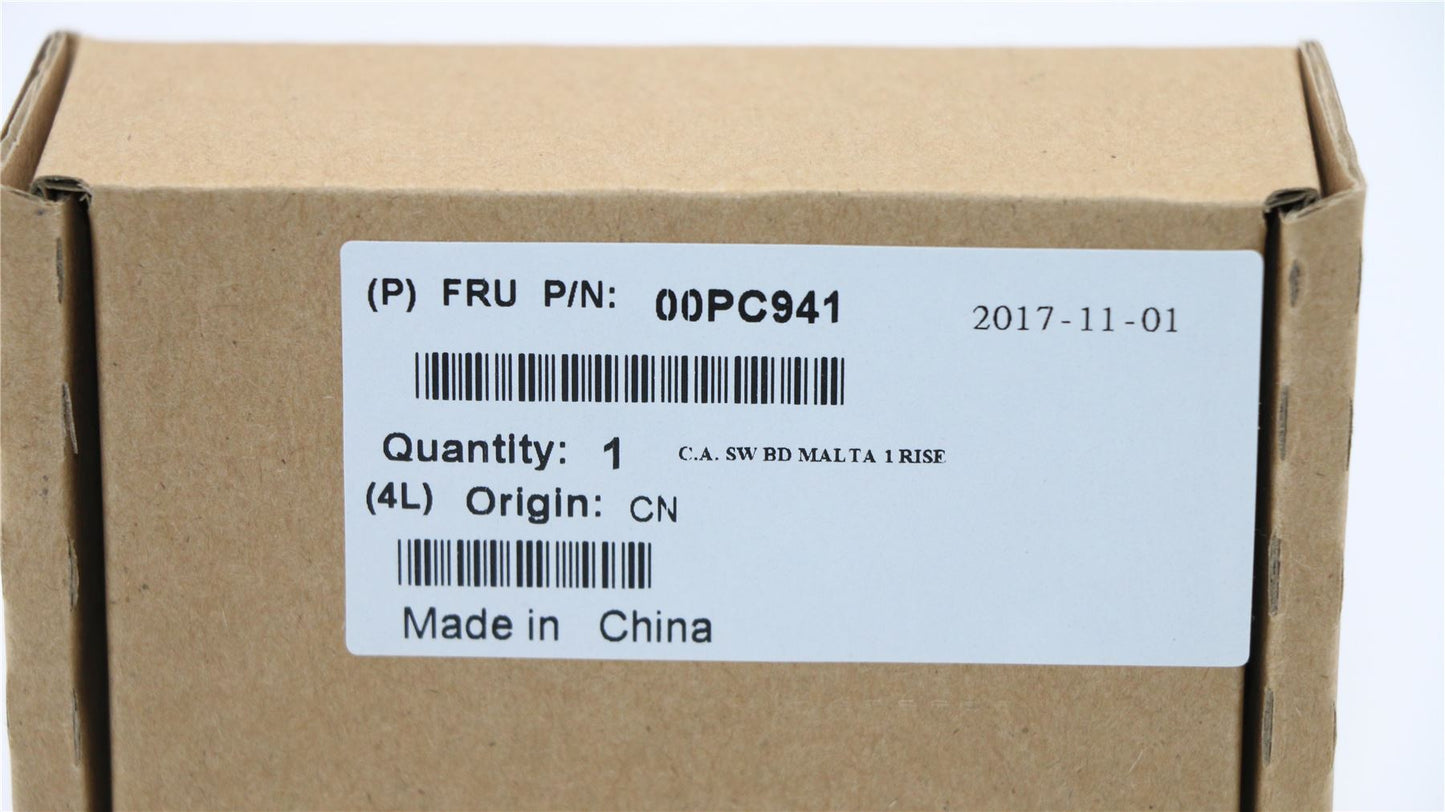 (P) FRU P/N: 00PC941 2017-11-01
Quantity: 1 C.A. SW BD MALTA 1 RISE
(4L) Origin: CN
Made in China